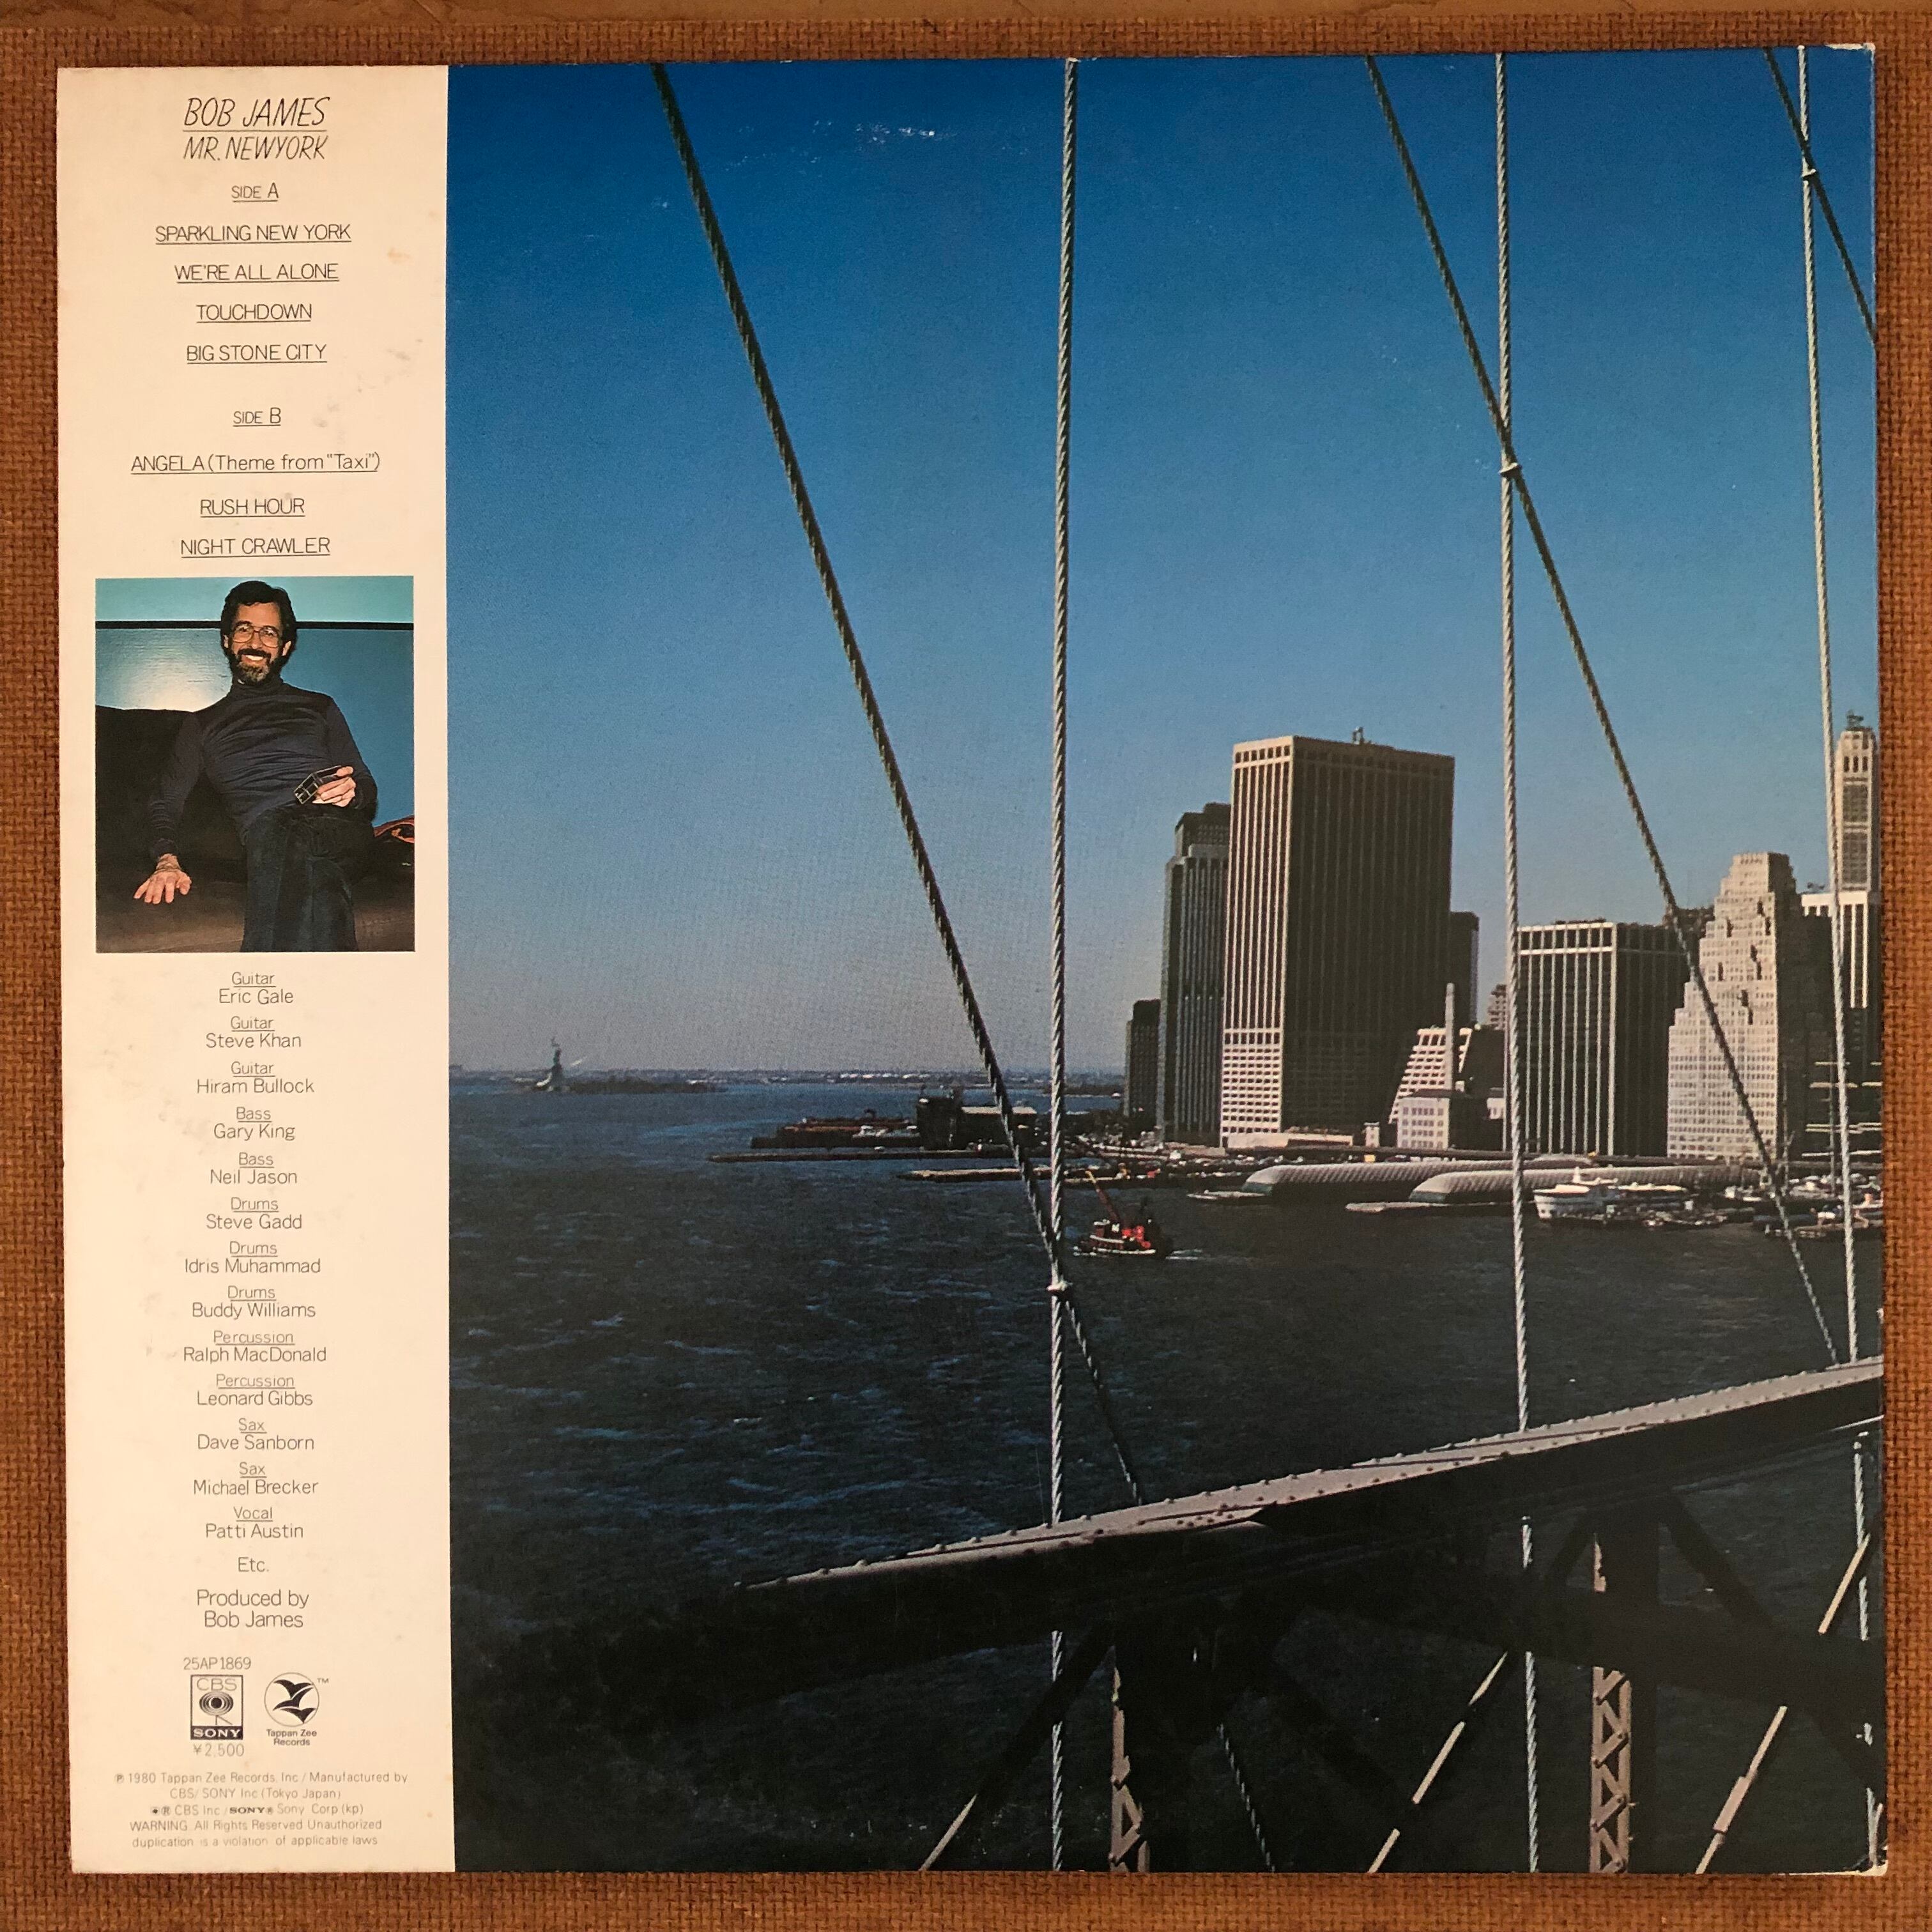 BOB JAMES
MR. NEWYORK
SIDE A
SPARKLING NEW YORK
WE'RE ALL ALONE
TOUCHDOWN
BIG STONE CITY
SIDE B
ANGELA (Theme from "Taxi")
RUSH HOUR
NIGHT CRAWLER
Guitar
Eric Gale
Guitar
Steve Khan
Guitar
Hiram Bullock
Bass
Gary King
Bass
Neil Jason
Drums
Steve Gadd
Drums
Idris Muhammad
Drums
Buddy Williams
Percussion
Ralph MacDonald
Percussion
Leonard Gibbs
Sax
Dave Sanborn
Sax
Michael Brecker
Vocal
Patti Austin
Etc.
Produced by
Bob James
25AP 1869
CBS
SONY
¥2,500
TM
Tappan Zee
Records
℗ 1980 Tappan Zee Records, Inc / Manufactured by
CBS/SONY Inc (Tokyo Japan)
® CBS Inc / SONY® Sony Corp (kp)
WARNING. All Rights Reserved Unauthorized
duplication is a violation of applicable laws